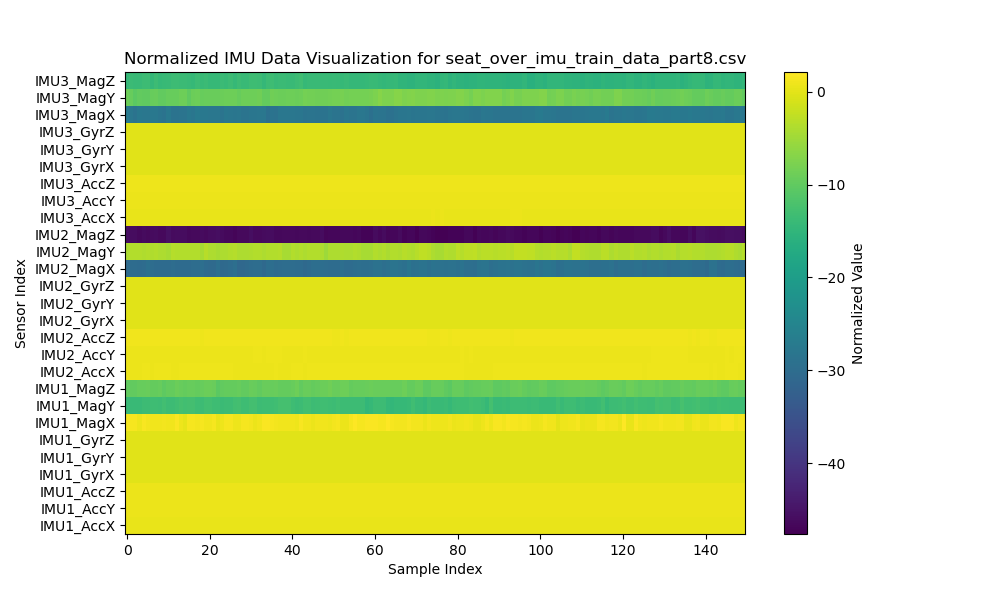 Normalized IMU Data Visualization for seat_over_imu_train_data_part8.csv
IMU3_MagZ
IMU3_MagY
IMU3_MagX
IMU3_GyrZ
IMU3_GyrY
IMU3_GyrX
IMU3_AccZ
IMU3_AccY
IMU3_AccX
IMU2_MagZ
IMU2_MagY
IMU2_MagX
IMU2_GyrZ
IMU2_GyrY
IMU2_GyrX
IMU2_AccZ
IMU2_AccY
IMU2_AccX
IMU1_MagZ
IMU1_MagY
IMU1_MagX
IMU1_GyrZ
IMU1_GyrY
IMU1_GyrX
IMU1_AccZ
IMU1_AccY
IMU1_AccX
Sensor Index
0 20 40 60 80 100 120 140
Sample Index
0
−10
−20
−30
−40
Normalized Value